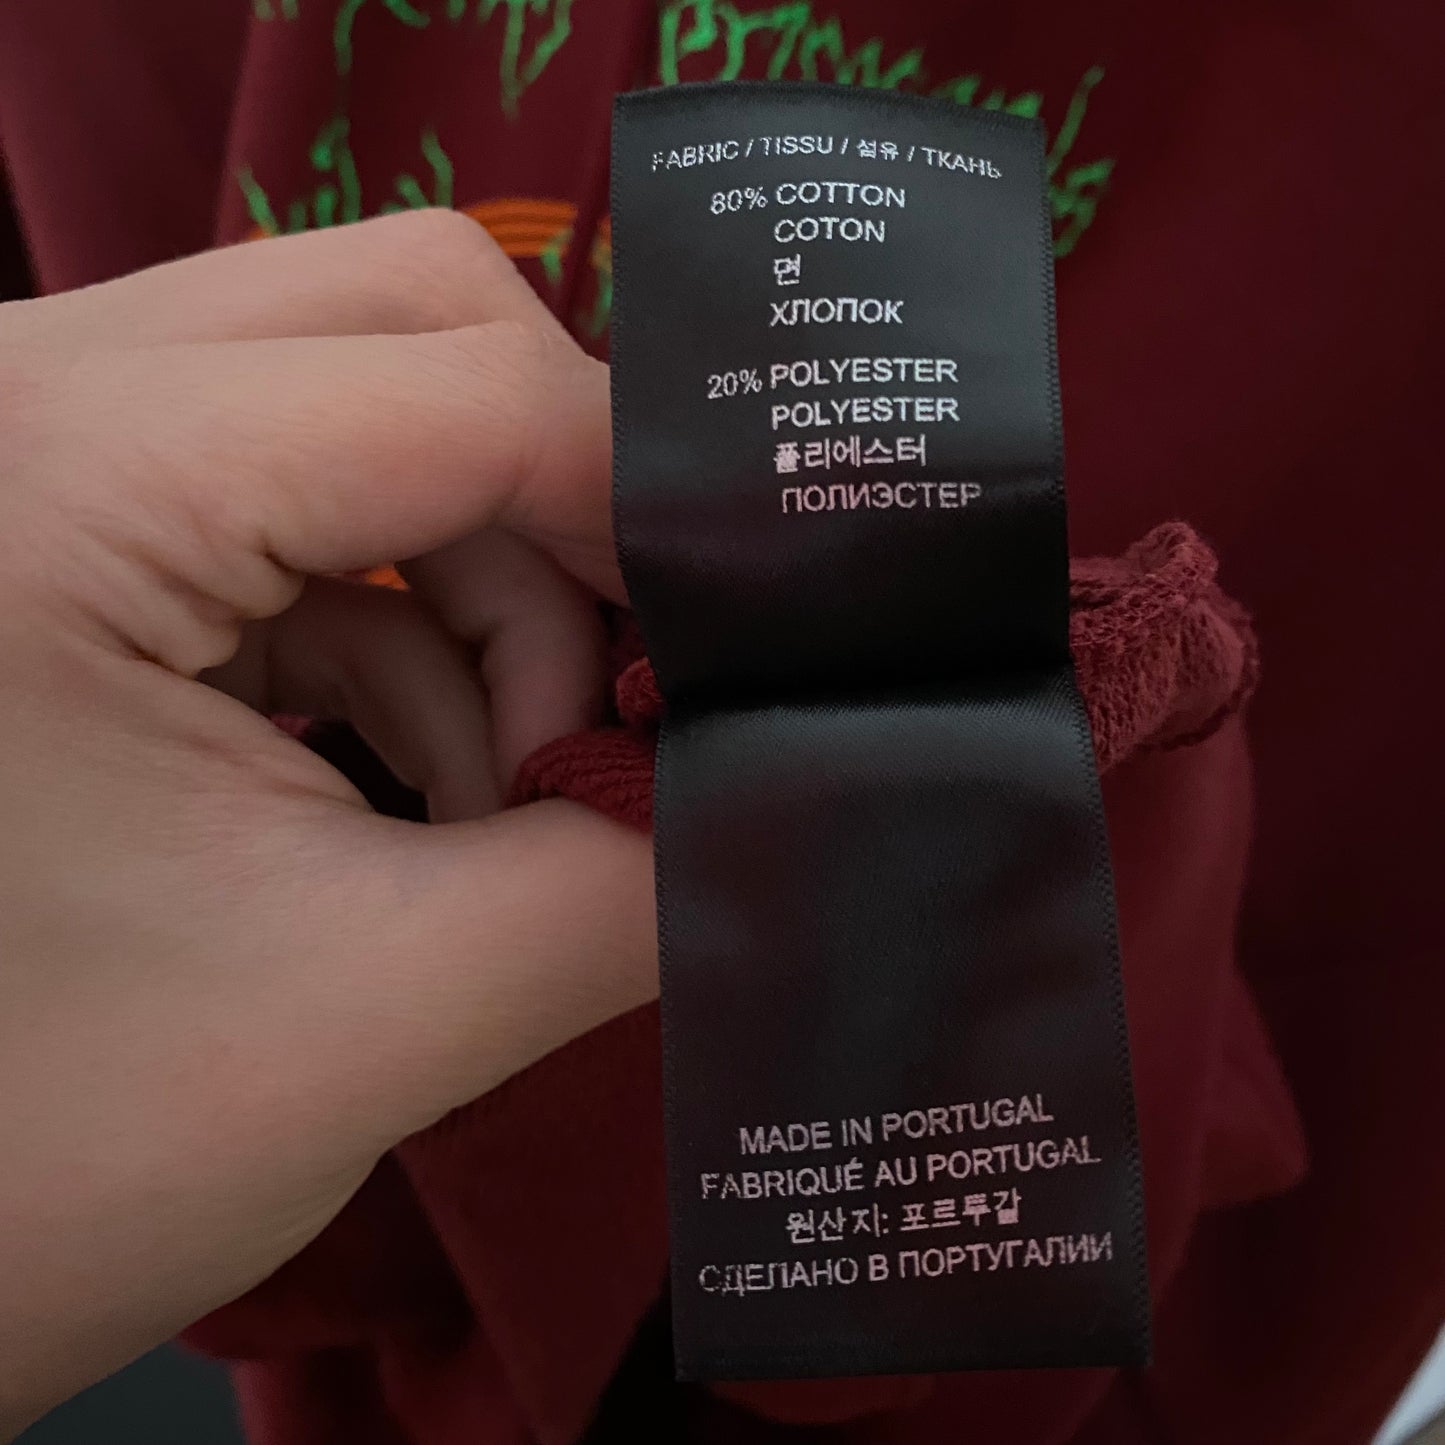 FABRIC / TISSU / 섬유 / ТКАНЬ
80% COTTON
COTON
면
ХЛОПОК
20% POLYESTER
POLYESTER
폴리에스터
ПОЛИЭСТЕР
MADE IN PORTUGAL
FABRIQUÉ AU PORTUGAL
원산지: 포르투갈
СДЕЛАНО В ПОРТУГАЛИИ